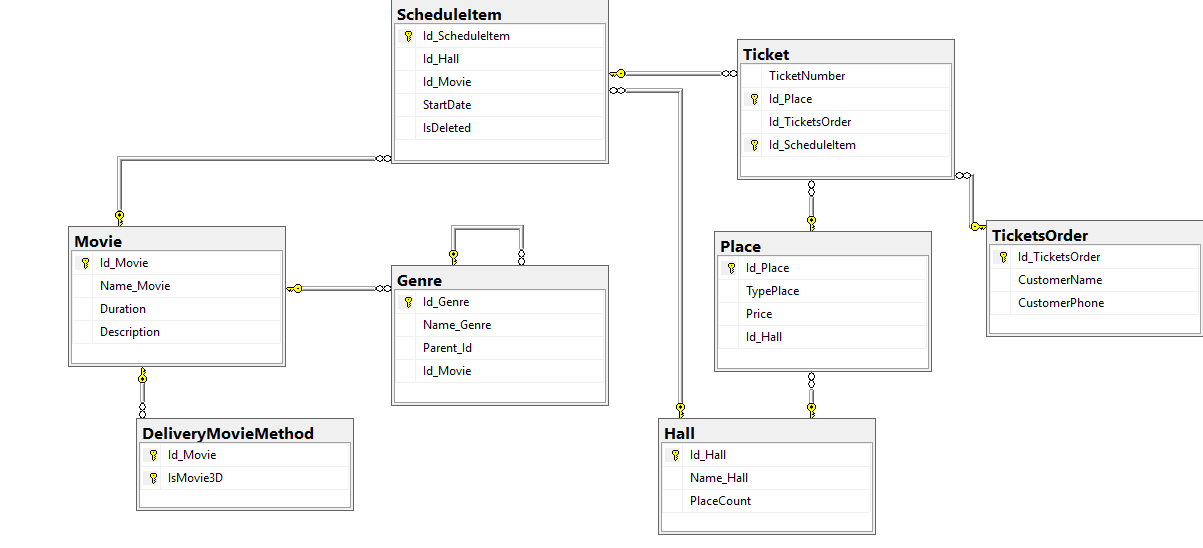 ScheduleItem
Id_ScheduleItem
Id_Hall
Id_Movie
StartDate
IsDeleted
Ticket
TicketNumber
Id_Place
Id_TicketsOrder
Id_ScheduleItem
Movie
Id_Movie
Name_Movie
Duration
Description
Genre
Id_Genre
Name_Genre
Parent_Id
Id_Movie
Place
Id_Place
TypePlace
Price
Id_Hall
TicketsOrder
Id_TicketsOrder
CustomerName
CustomerPhone
DeliveryMovieMethod
Id_Movie
IsMovie3D
Hall
Id_Hall
Name_Hall
PlaceCount